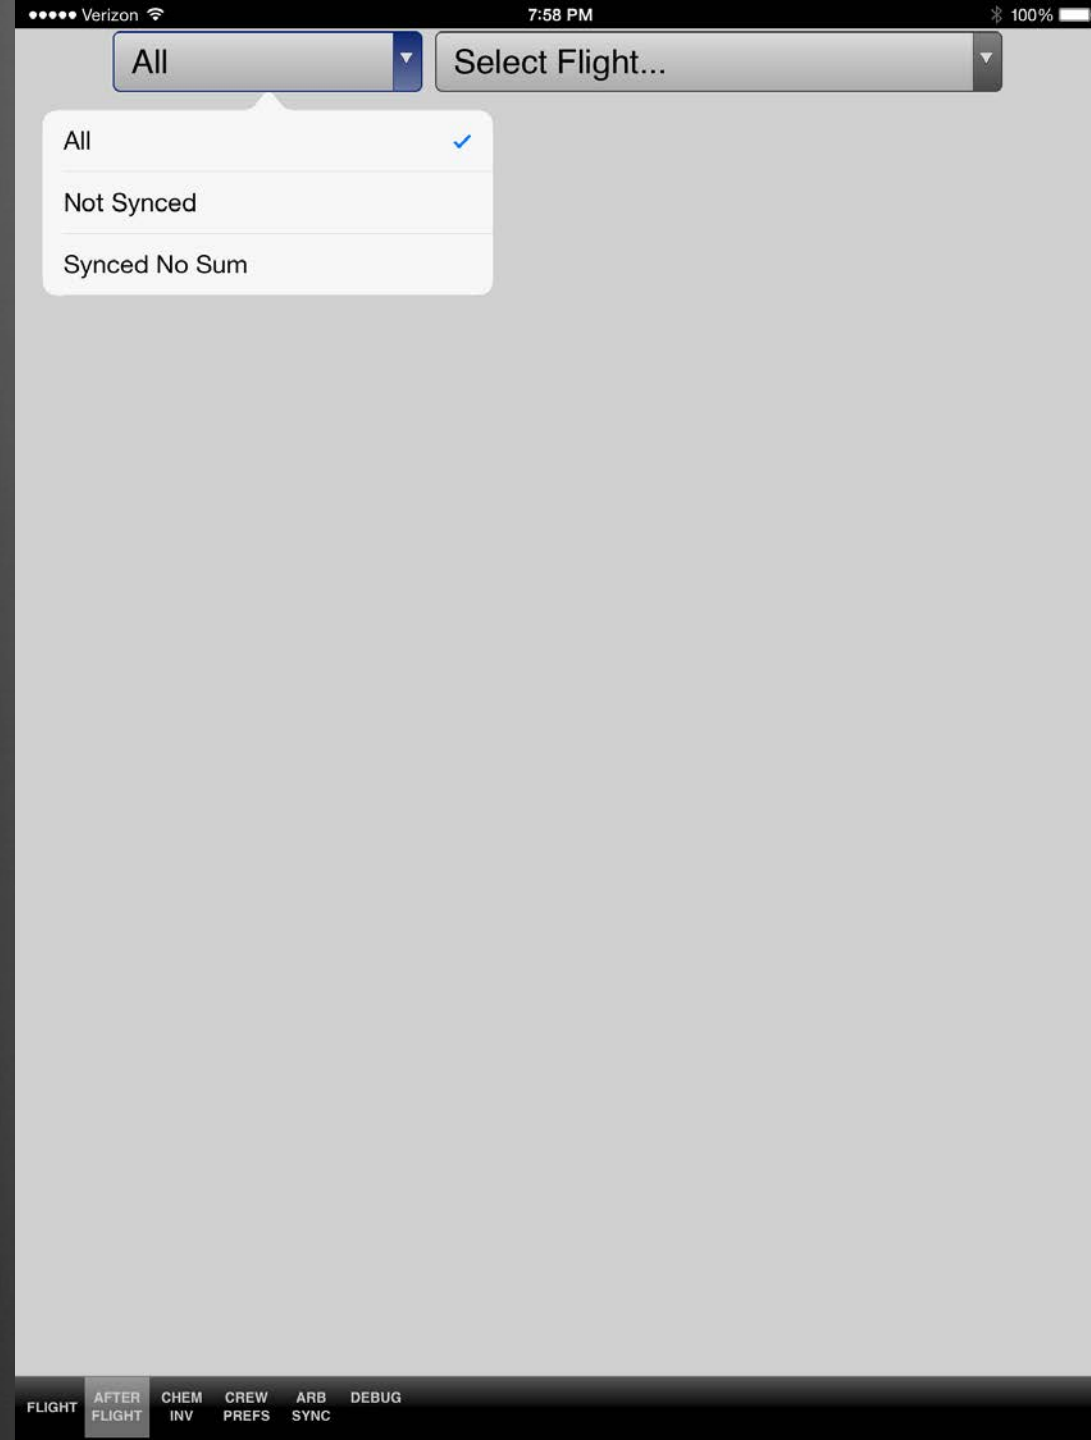 Verizon 7:58 PM 100%
All Select Flight...
All
Not Synced
Synced No Sum
FLIGHT
AFTER
FLIGHT
CHEM
INV
CREW
PREFS
ARB
SYNC
DEBUG